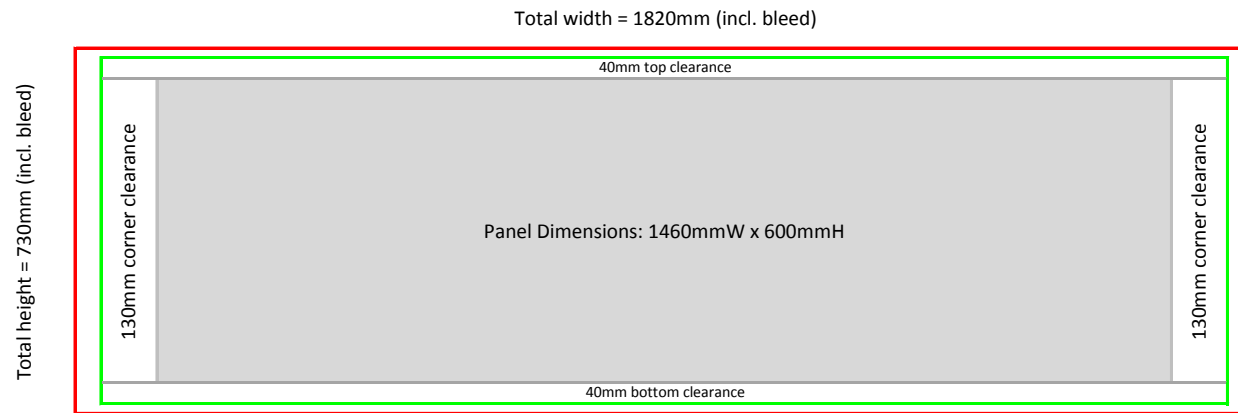 Total width = 1820mm (incl. bleed)
40mm top clearance
Total height = 730mm (incl. bleed)
130mm corner clearance
Panel Dimensions: 1460mmW x 600mmH
130mm corner clearance
40mm bottom clearance